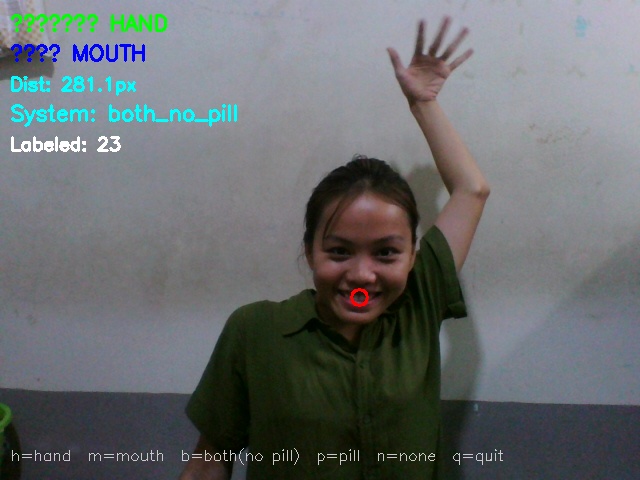 ??????? HAND
???? MOUTH
Dist: 281.1px
System: both_no_pill
Labeled: 23
h=hand m=mouth b=both(no pill) p=pill n=none q=quit